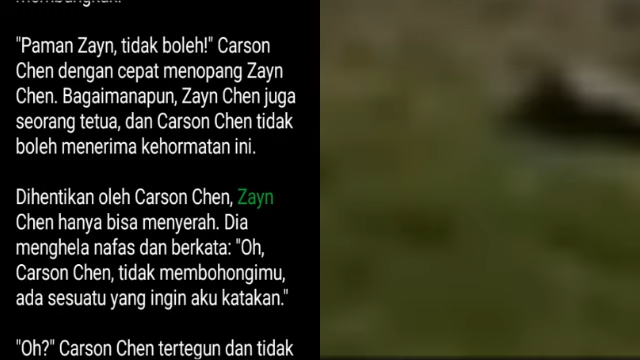 "Paman Zayn, tidak boleh!" Carson
Chen dengan cepat menopang Zayn
Chen. Bagaimanapun, Zayn Chen juga
seorang tetua, dan Carson Chen tidak
boleh menerima kehormatan ini.
Dihentikan oleh Carson Chen, Zayn
Chen hanya bisa menyerah. Dia
menghela nafas dan berkata: "Oh,
Carson Chen, tidak membohongimu,
ada sesuatu yang ingin aku katakan."
"Oh?" Carson Chen tertegun dan tidak